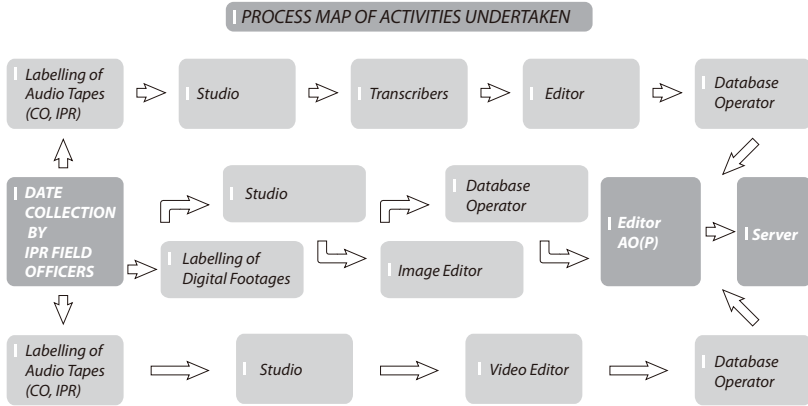 PROCESS MAP OF ACTIVITIES UNDERTAKEN
Labelling of
Audio Tapes
(CO, IPR)
Studio
Transcribers
Editor
Database
Operator
DATE
COLLECTION
BY
IPR FIELD
OFFICERS
Studio
Database
Operator
Labelling of
Digital Footages
Image Editor
Editor
AO(P)
Server
Labelling of
Audio Tapes
(CO, IPR)
Studio
Video Editor
Database
Operator